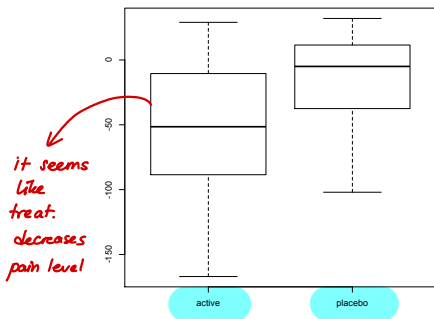 0
-50
-100
-150
it seems
like
treat.
decreases
pain level
active
placebo